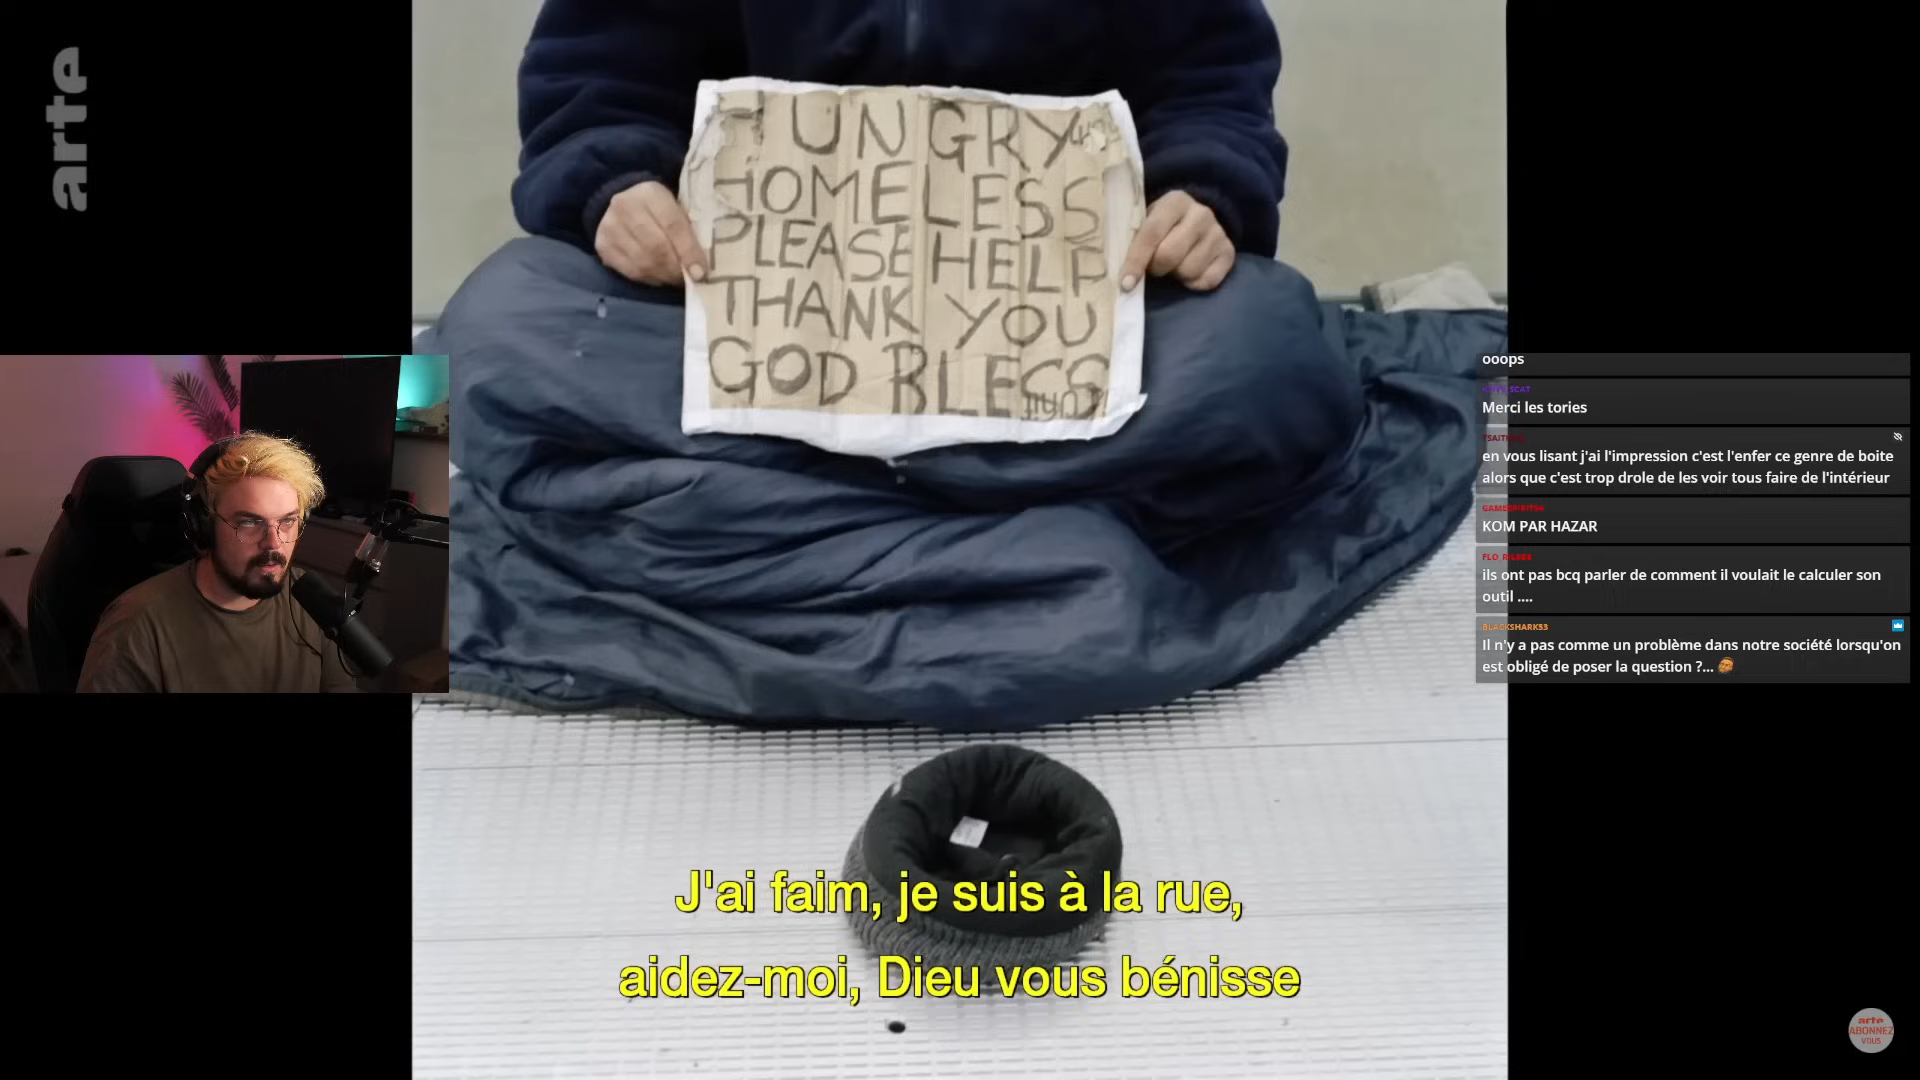 arte
HUNGRY
HOMELESS
PLEASE HELP
THANK YOU
GOD BLESS
J'ai faim, je suis à la rue,
aidez-moi, Dieu vous bénisse
ooops
Merci les tories
en vous lisant j'ai l'impression c'est l'enfer ce genre de boite
alors que c'est trop drole de les voir tous faire de l'intérieur
KOM PAR HAZAR
ils ont pas bcq parler de comment il voulait le calculer son
outil ....
BLACKSHARK53
Il n'y a pas comme un problème dans notre société lorsqu'on
est obligé de poser la question ?...
arte
ABONNEZ
VOUS